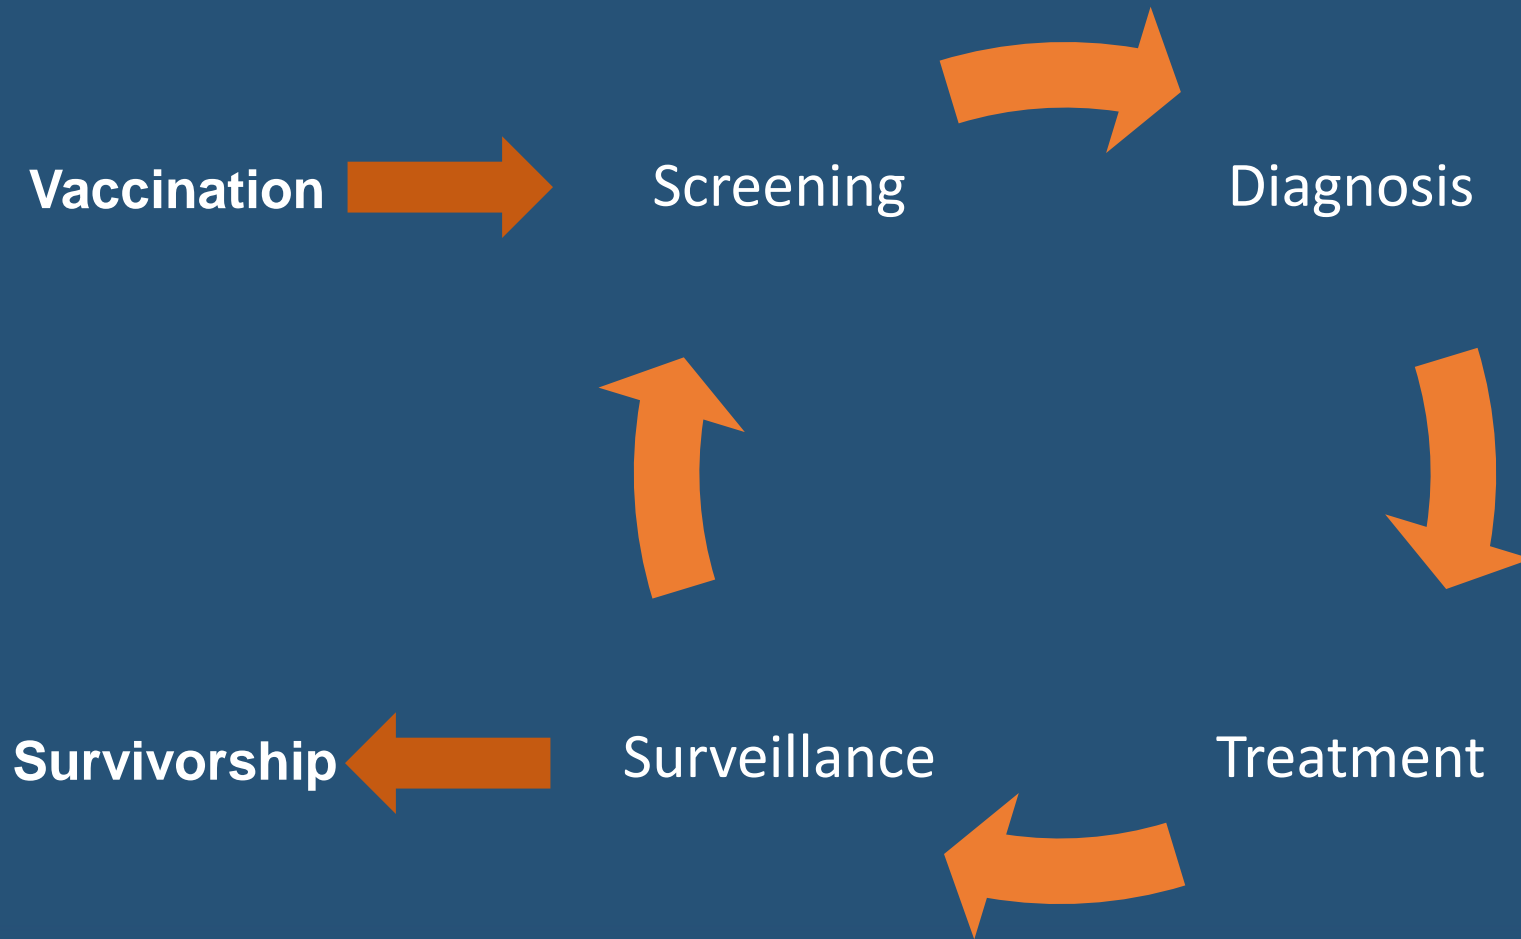 Vaccination
Screening
Diagnosis
Survivorship
Surveillance
Treatment